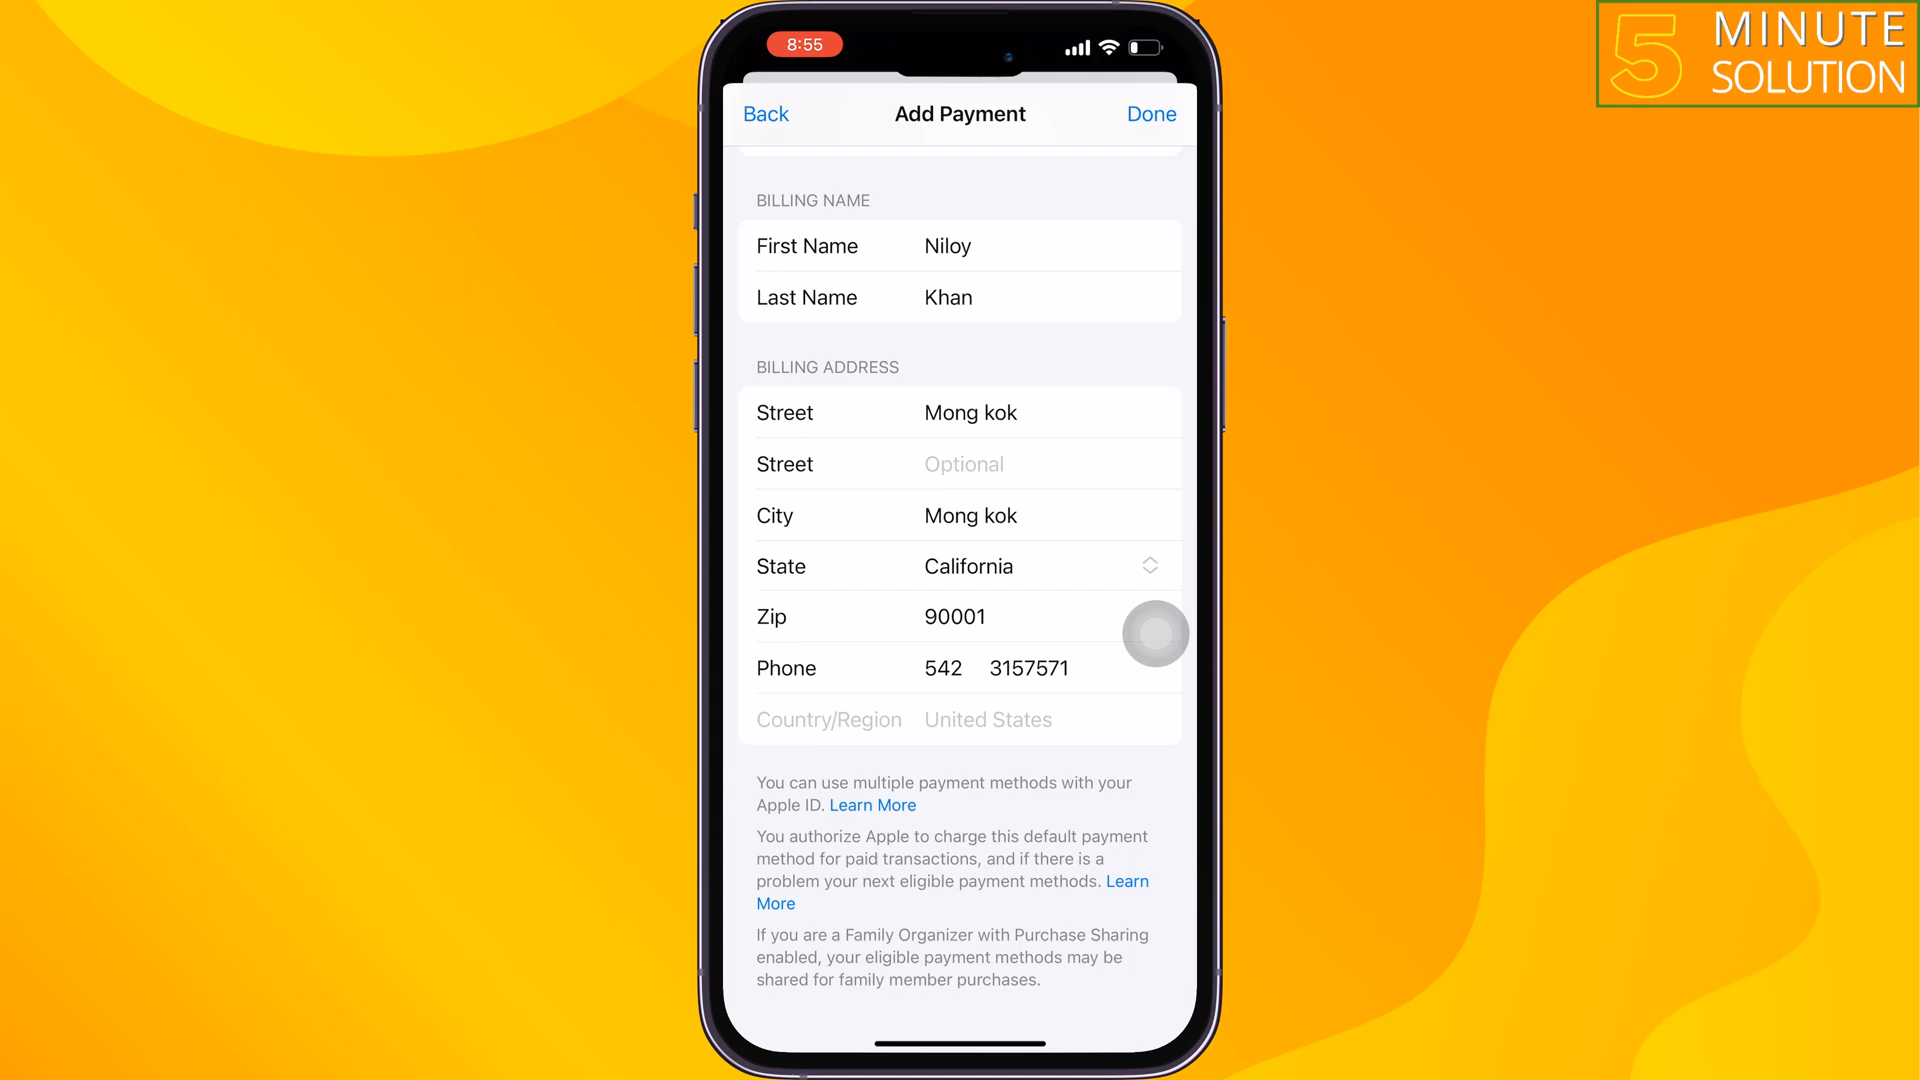 5 MINUTE
SOLUTION
8:55
Back Add Payment Done
BILLING NAME
First Name Niloy
Last Name Khan
BILLING ADDRESS
Street Mong kok
Street Optional
City Mong kok
State California
Zip 90001
Phone 542 3157571
Country/Region United States
You can use multiple payment methods with your
Apple ID. Learn More
You authorize Apple to charge this default payment
method for paid transactions, and if there is a
problem your next eligible payment methods. Learn
More
If you are a Family Organizer with Purchase Sharing
enabled, your eligible payment methods may be
shared for family member purchases.